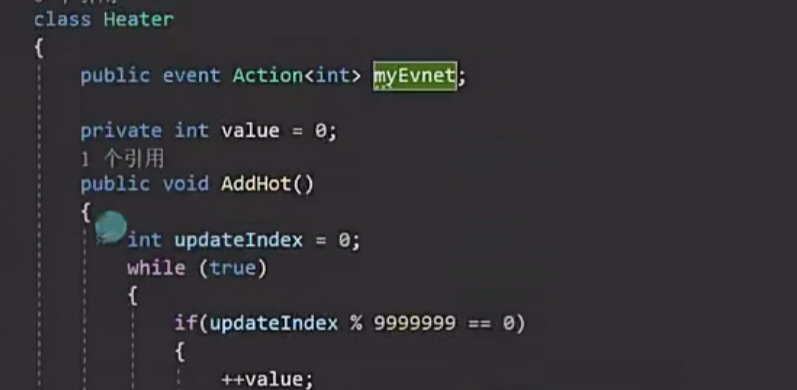 class Heater
{
public event Action<int> myEvnet;
private int value = 0;
1 个引用
public void AddHot()
{
int updateIndex = 0;
while (true)
{
if(updateIndex % 9999999 == 0)
{
++value;